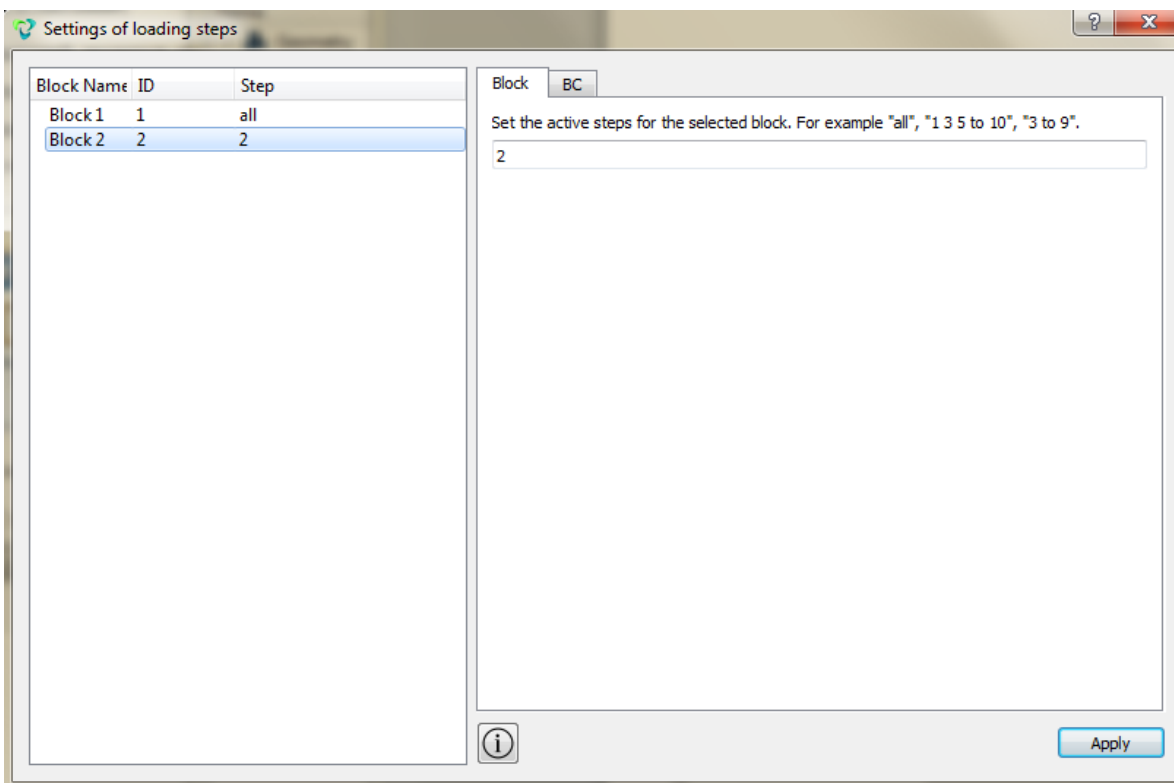 Settings of loading steps
Block Name ID Step
Block 1 1 all
Block 2 2 2
Block BC
Set the active steps for the selected block. For example "all", "1 3 5 to 10", "3 to 9".
2
Apply